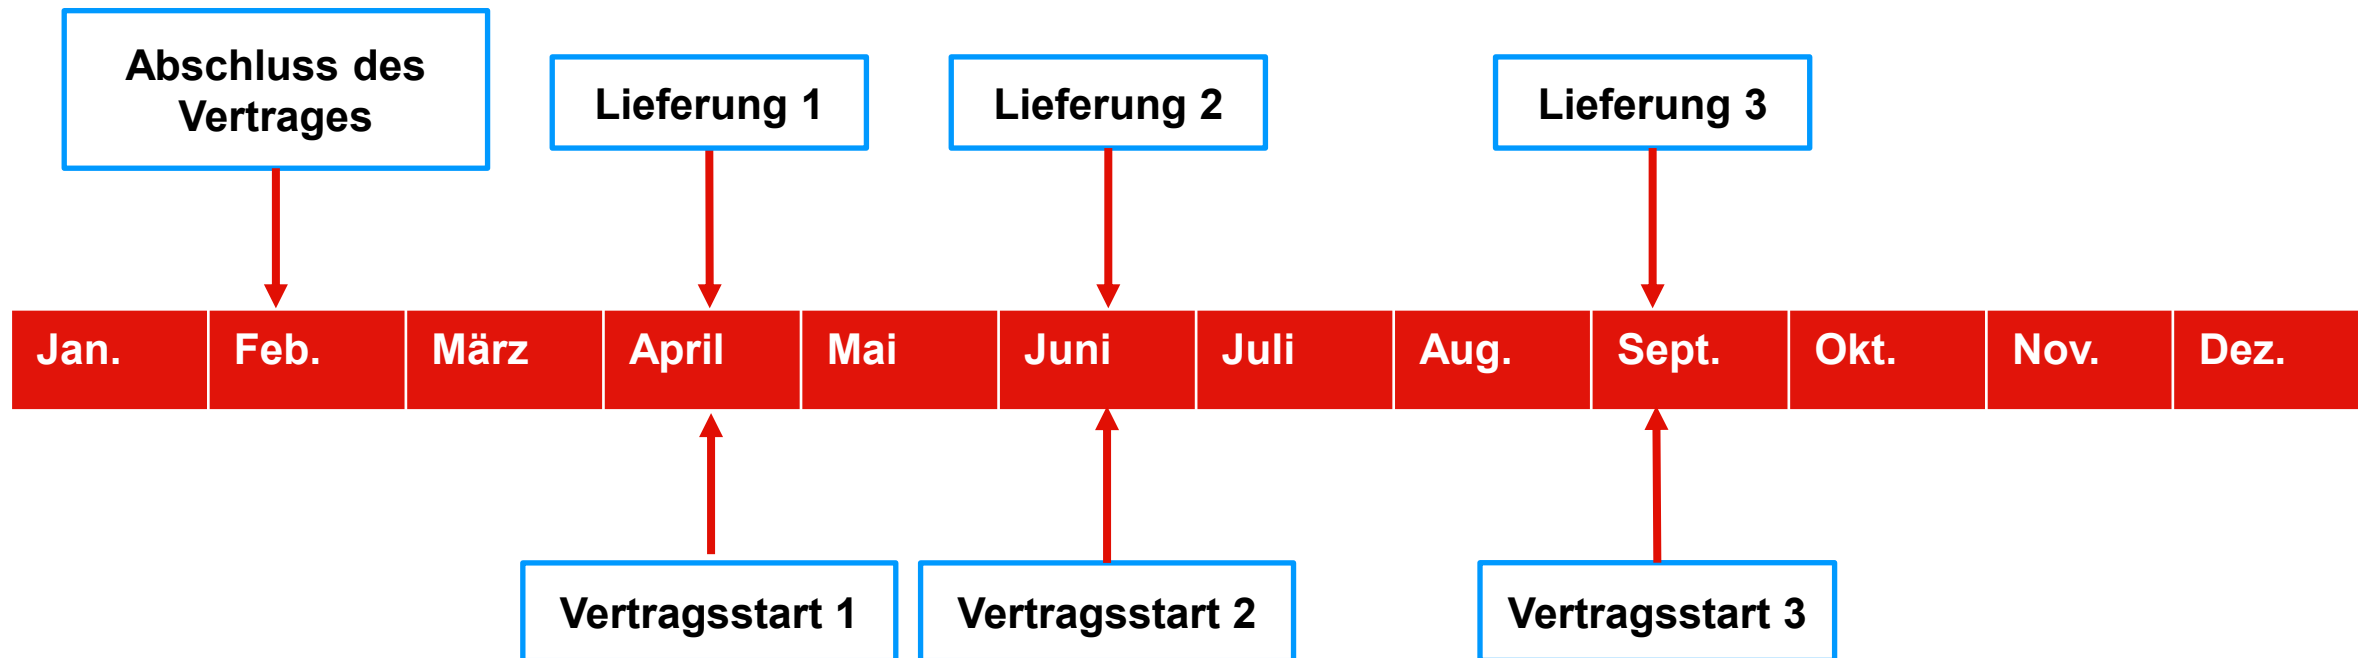 Abschluss des
Vertrages
Lieferung 1
Lieferung 2
Lieferung 3
Jan. Feb. März April Mai Juni Juli Aug. Sept. Okt. Nov. Dez.
Vertragsstart 1
Vertragsstart 2
Vertragsstart 3